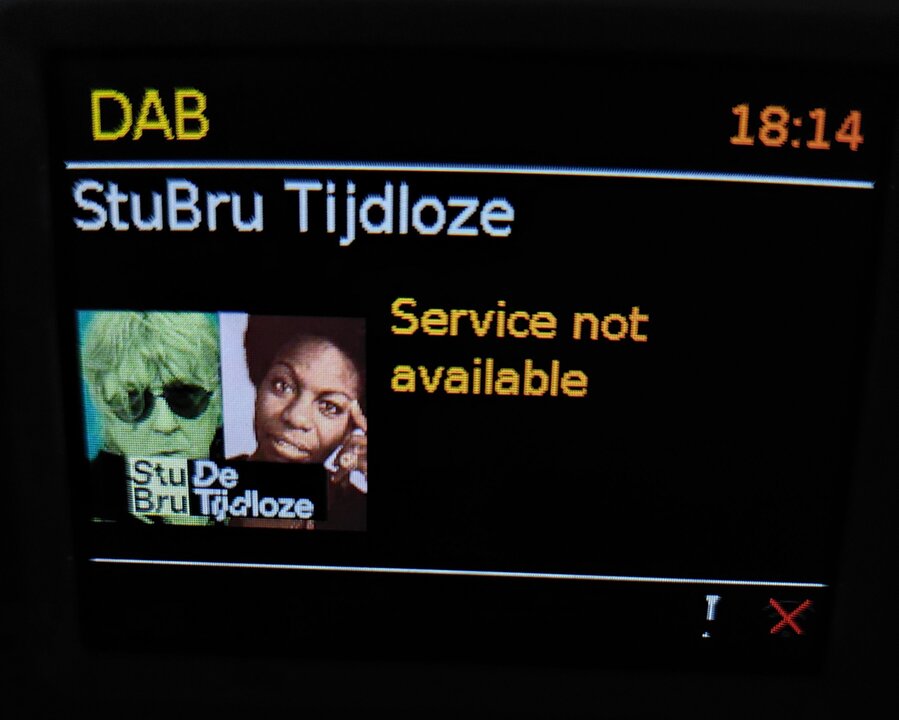 DAB
18:14
StuBru Tijdloze
Service not
available
Stu De
Bru Tijdloze